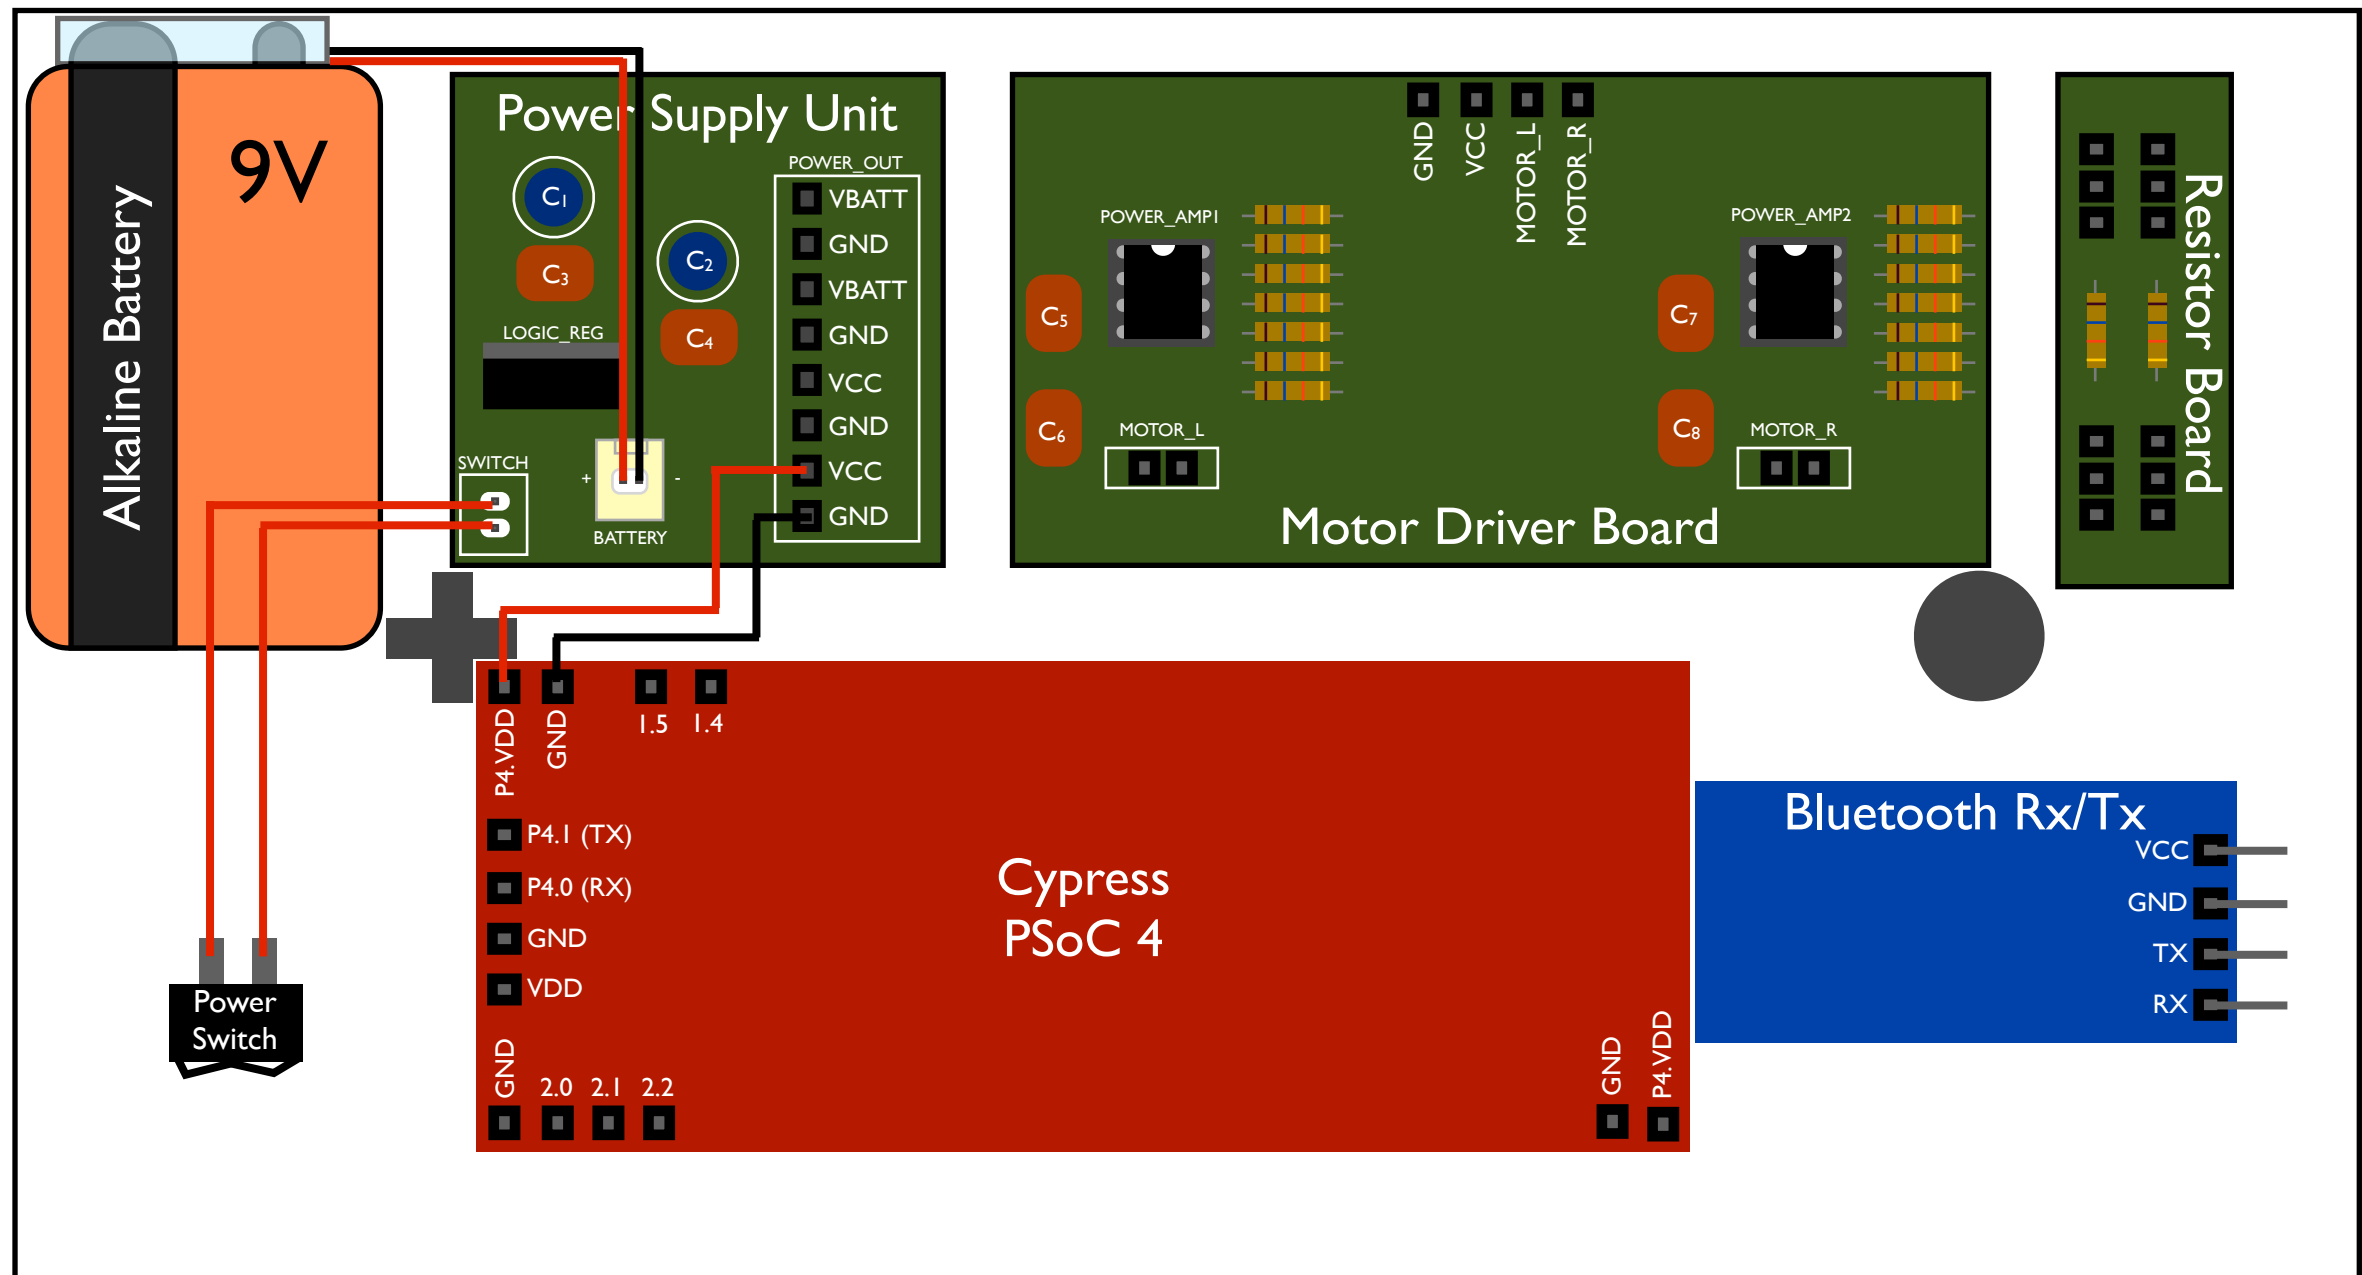 9V
Alkaline Battery
Power Supply Unit
POWER_OUT
VBATT
GND
VBATT
GND
VCC
GND
VCC
GND
C1
C2
C3
C4
LOGIC_REG
SWITCH
+
-
BATTERY
GND
VCC
MOTOR_L
MOTOR_R
POWER_AMP1
POWER_AMP2
C5
C6
C7
C8
MOTOR_L
MOTOR_R
Motor Driver Board
Resistor Board
P4.VDD
GND
1.5
1.4
P4.1 (TX)
P4.0 (RX)
GND
VDD
GND
2.0
2.1
2.2
Cypress
PSoC 4
GND
P4.VDD
Bluetooth Rx/Tx
VCC
GND
TX
RX
Power
Switch